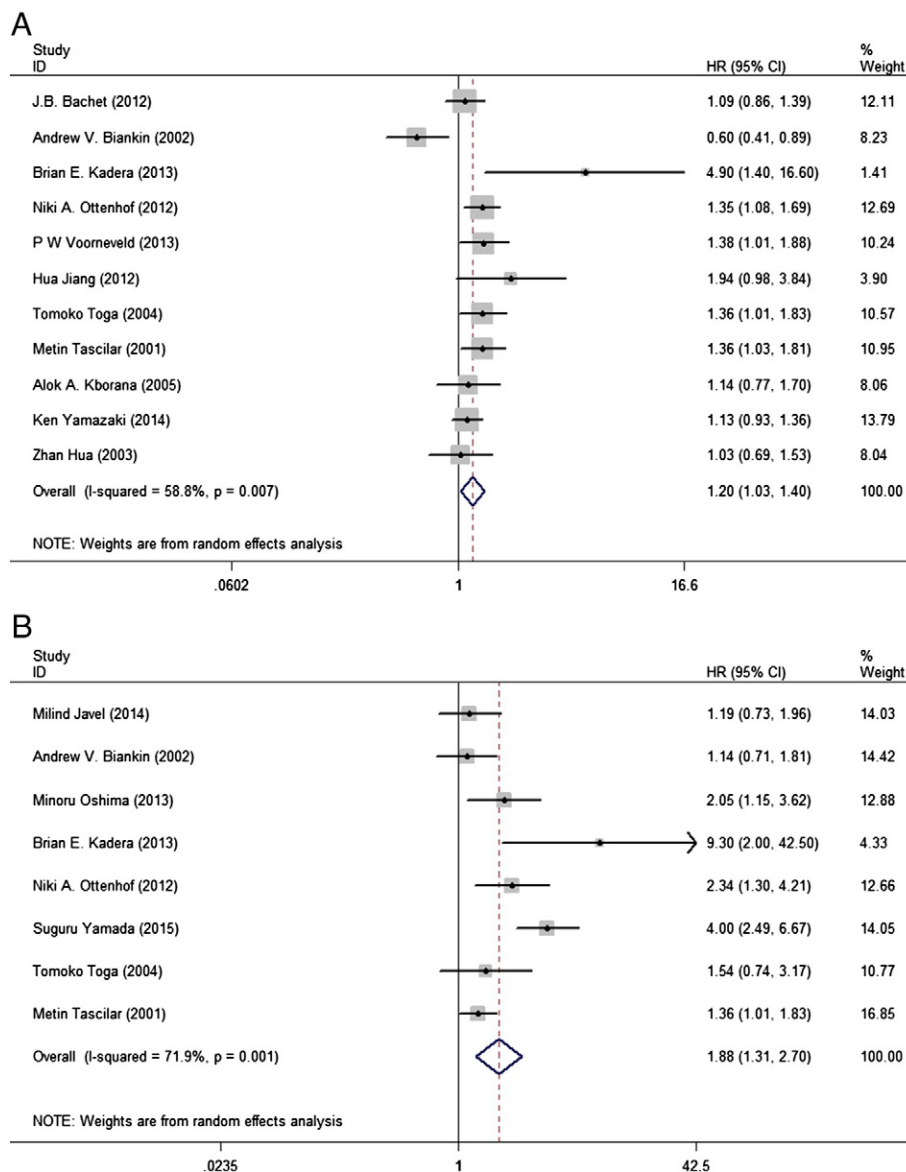 A
Study %
ID HR (95% CI) Weight
J.B. Bachet (2012) 1.09 (0.86, 1.39) 12.11
Andrew V. Biankin (2002) 0.60 (0.41, 0.89) 8.23
Brian E. Kadera (2013) 4.90 (1.40, 16.60) 1.41
Niki A. Ottenhof (2012) 1.35 (1.08, 1.69) 12.69
P W Voorneveld (2013) 1.38 (1.01, 1.88) 10.24
Hua Jiang (2012) 1.94 (0.98, 3.84) 3.90
Tomoko Toga (2004) 1.36 (1.01, 1.83) 10.57
Metin Tascilar (2001) 1.36 (1.03, 1.81) 10.95
Alok A. Kborana (2005) 1.14 (0.77, 1.70) 8.06
Ken Yamazaki (2014) 1.13 (0.93, 1.36) 13.79
Zhan Hua (2003) 1.03 (0.69, 1.53) 8.04
Overall (I-squared = 58.8%, p = 0.007) 1.20 (1.03, 1.40) 100.00
NOTE: Weights are from random effects analysis
.0602 1 16.6
B
Study %
ID HR (95% CI) Weight
Milind Javel (2014) 1.19 (0.73, 1.96) 14.03
Andrew V. Biankin (2002) 1.14 (0.71, 1.81) 14.42
Minoru Oshima (2013) 2.05 (1.15, 3.62) 12.88
Brian E. Kadera (2013) 9.30 (2.00, 42.50) 4.33
Niki A. Ottenhof (2012) 2.34 (1.30, 4.21) 12.66
Suguru Yamada (2015) 4.00 (2.49, 6.67) 14.05
Tomoko Toga (2004) 1.54 (0.74, 3.17) 10.77
Metin Tascilar (2001) 1.36 (1.01, 1.83) 16.85
Overall (I-squared = 71.9%, p = 0.001) 1.88 (1.31, 2.70) 100.00
NOTE: Weights are from random effects analysis
.0235 1 42.5